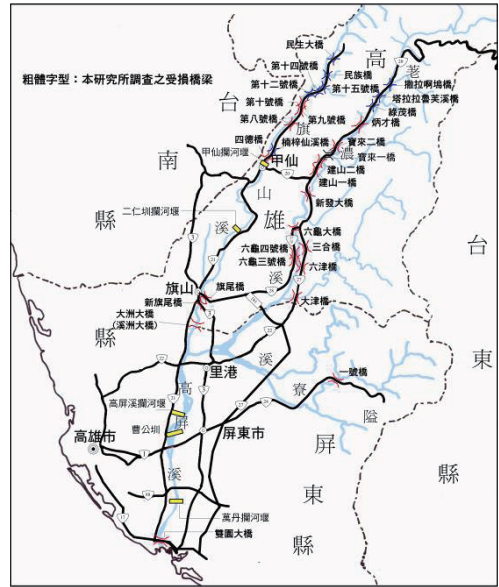 民生大橋
高
第十四號橋
民族橋
老
撒拉啊塢橋
粗體字型：本研究所調查之受損橋梁
台
第十二號橋
第十五號橋
塔拉拉魯芙溪橋
第十號橋
綠茂橋
第八號橋
旗
第九號橋
炳才橋
四德橋
楠梓仙溪橋
濃
寶來二橋
甲仙攔河堰
甲仙
寶來一橋
建山二橋
南
山
建山一橋
雄
新發大橋
二仁圳攔河堰
溪
六龜大橋
縣
六龜四號橋
三合橋
台
六龜三號橋
溪
六津橋
旗山
旗尾橋
新旗尾橋
大津橋
大洲大橋
(溪洲大橋)
縣
東
溪
里港
一號橋
高
寮
高屏溪攔河堰
隘
縣
屏
曹公圳
屏東市
屏
高雄市
溪
東
萬丹攔河堰
雙園大橋
縣